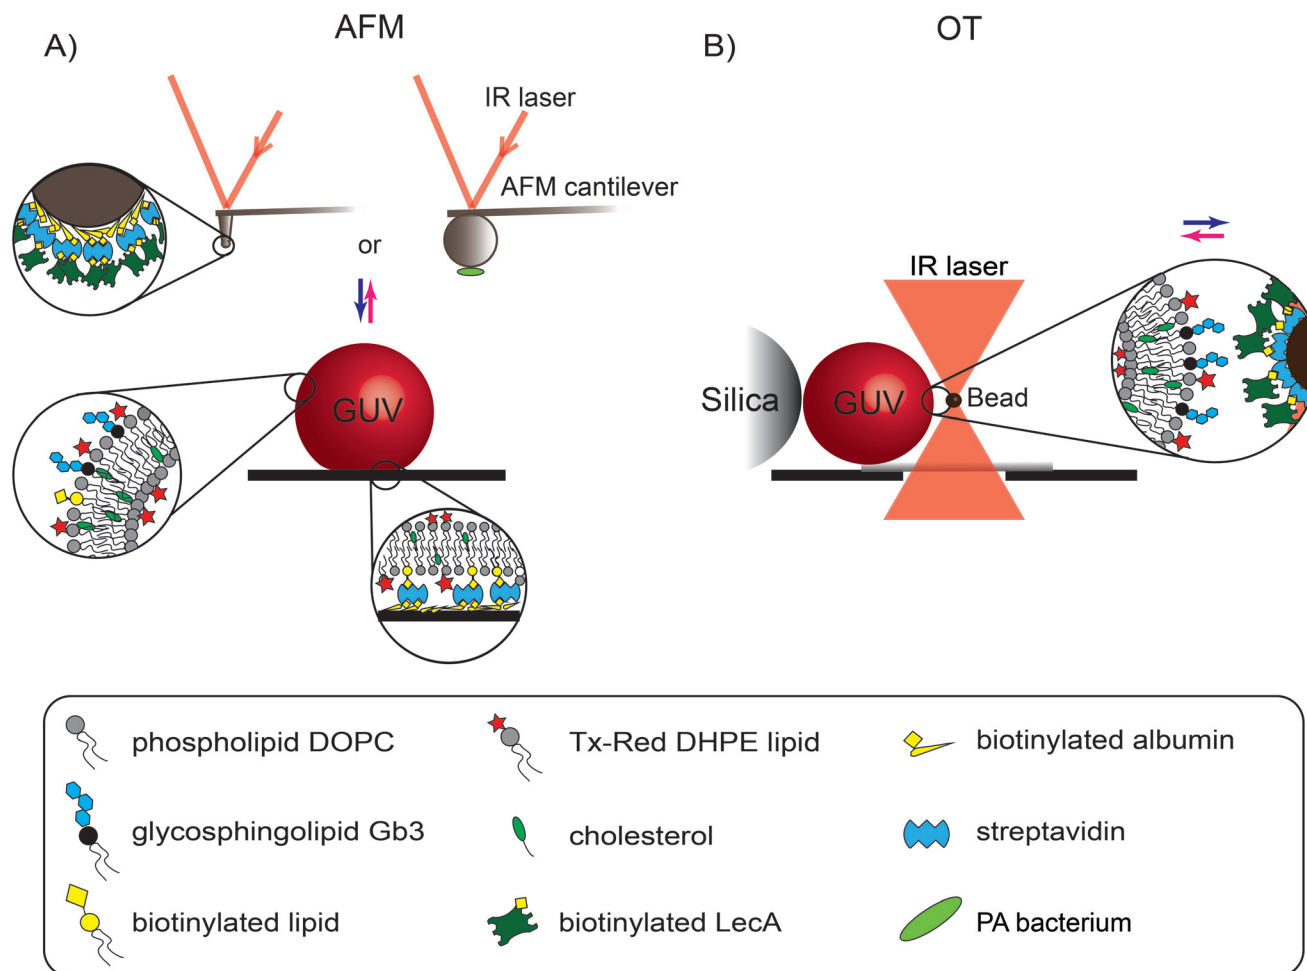 A)
AFM
B)
OT
IR laser
AFM cantilever
or
GUV
IR laser
Silica
GUV
Bead
phospholipid DOPC
Tx-Red DHPE lipid
biotinylated albumin
glycosphingolipid Gb3
cholesterol
streptavidin
biotinylated lipid
biotinylated LecA
PA bacterium